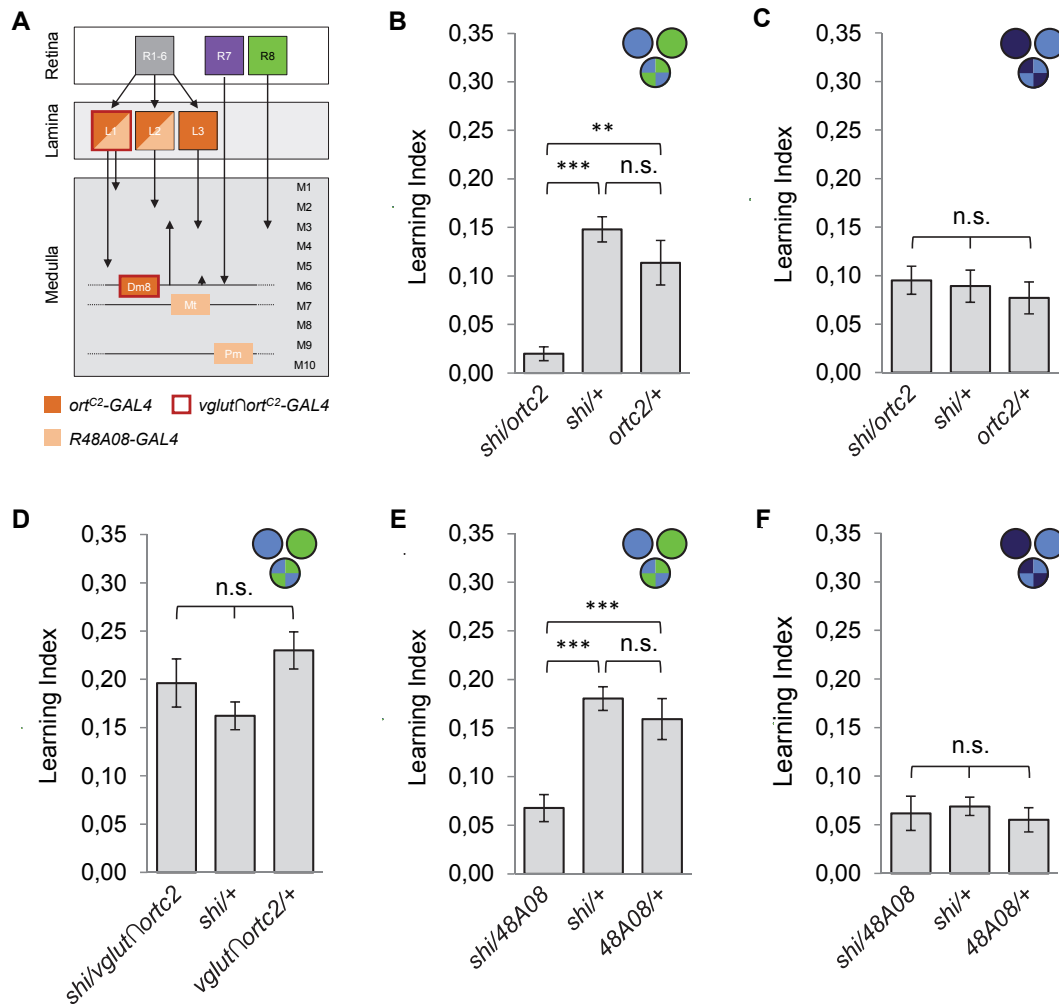 A
Retina
R1-6
R7
R8
Lamina
L1
L2
L3
Medulla
M1
M2
M3
M4
M5
M6
M7
M8
M9
M10
Dm8
Mt
Pm
ortC2-GAL4
vglut∩ortC2-GAL4
R48A08-GAL4
B
Learning Index
0,35
0,30
0,25
0,20
0,15
0,10
0,05
0,00
**
***
n.s.
shi/ortc2
shi/+
ortc2/+
C
Learning Index
0,35
0,30
0,25
0,20
0,15
0,10
0,05
0,00
n.s.
shi/ortc2
shi/+
ortc2/+
D
Learning Index
0,35
0,30
0,25
0,20
0,15
0,10
0,05
0,00
n.s.
shi/vglut∩ortc2
shi/+
vglut∩ortc2/+
E
Learning Index
0,35
0,30
0,25
0,20
0,15
0,10
0,05
0,00
***
***
n.s.
shi/48A08
shi/+
48A08/+
F
Learning Index
0,35
0,30
0,25
0,20
0,15
0,10
0,05
0,00
n.s.
shi/48A08
shi/+
48A08/+